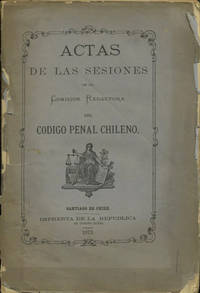 ACTAS
DE LAS SESIONES
DE LA
COMISION REDACTORA
DEL
CODIGO PENAL CHILENO.
SANTIAGO DE CHILE
IMPRENTA DE LA REPUBLICA
1873